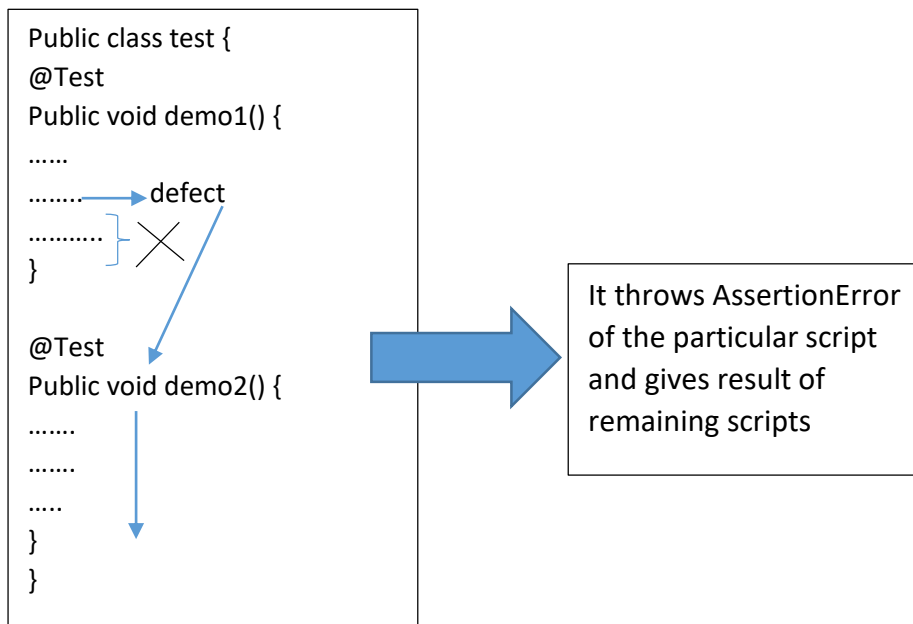 Public class test {
@Test
Public void demo1() {
……
…….. defect
………..
}
@Test
Public void demo2() {
…….
…….
…..
}
}
It throws AssertionError
of the particular script
and gives result of
remaining scripts